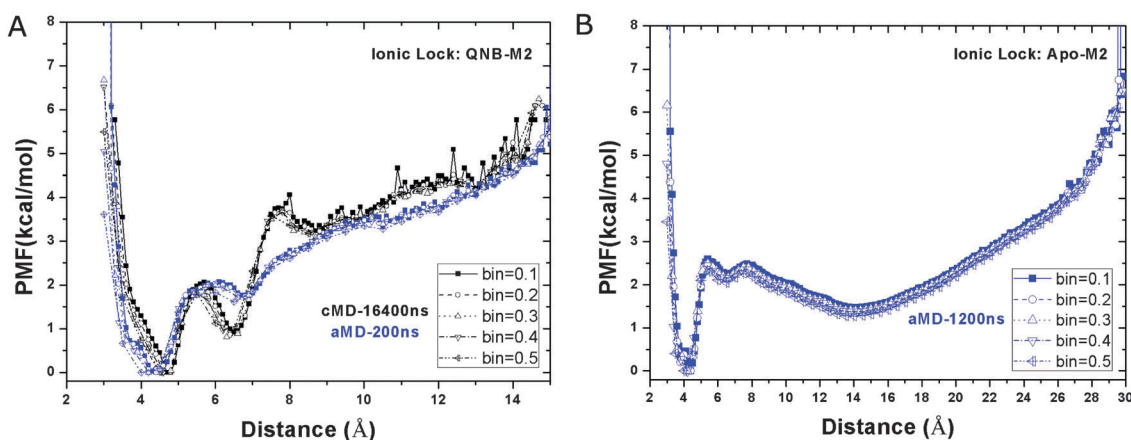 A
Ionic Lock: QNB-M2
PMF(kcal/mol)
8
7
6
5
4
3
2
1
0
cMD-16400ns
aMD-200ns
bin=0.1
bin=0.2
bin=0.3
bin=0.4
bin=0.5
2 4 6 8 10 12 14
Distance (Å)
B
Ionic Lock: Apo-M2
PMF(kcal/mol)
8
7
6
5
4
3
2
1
0
aMD-1200ns
bin=0.1
bin=0.2
bin=0.3
bin=0.4
bin=0.5
2 4 6 8 10 12 14 16 18 20 22 24 26 28 30
Distance (Å)